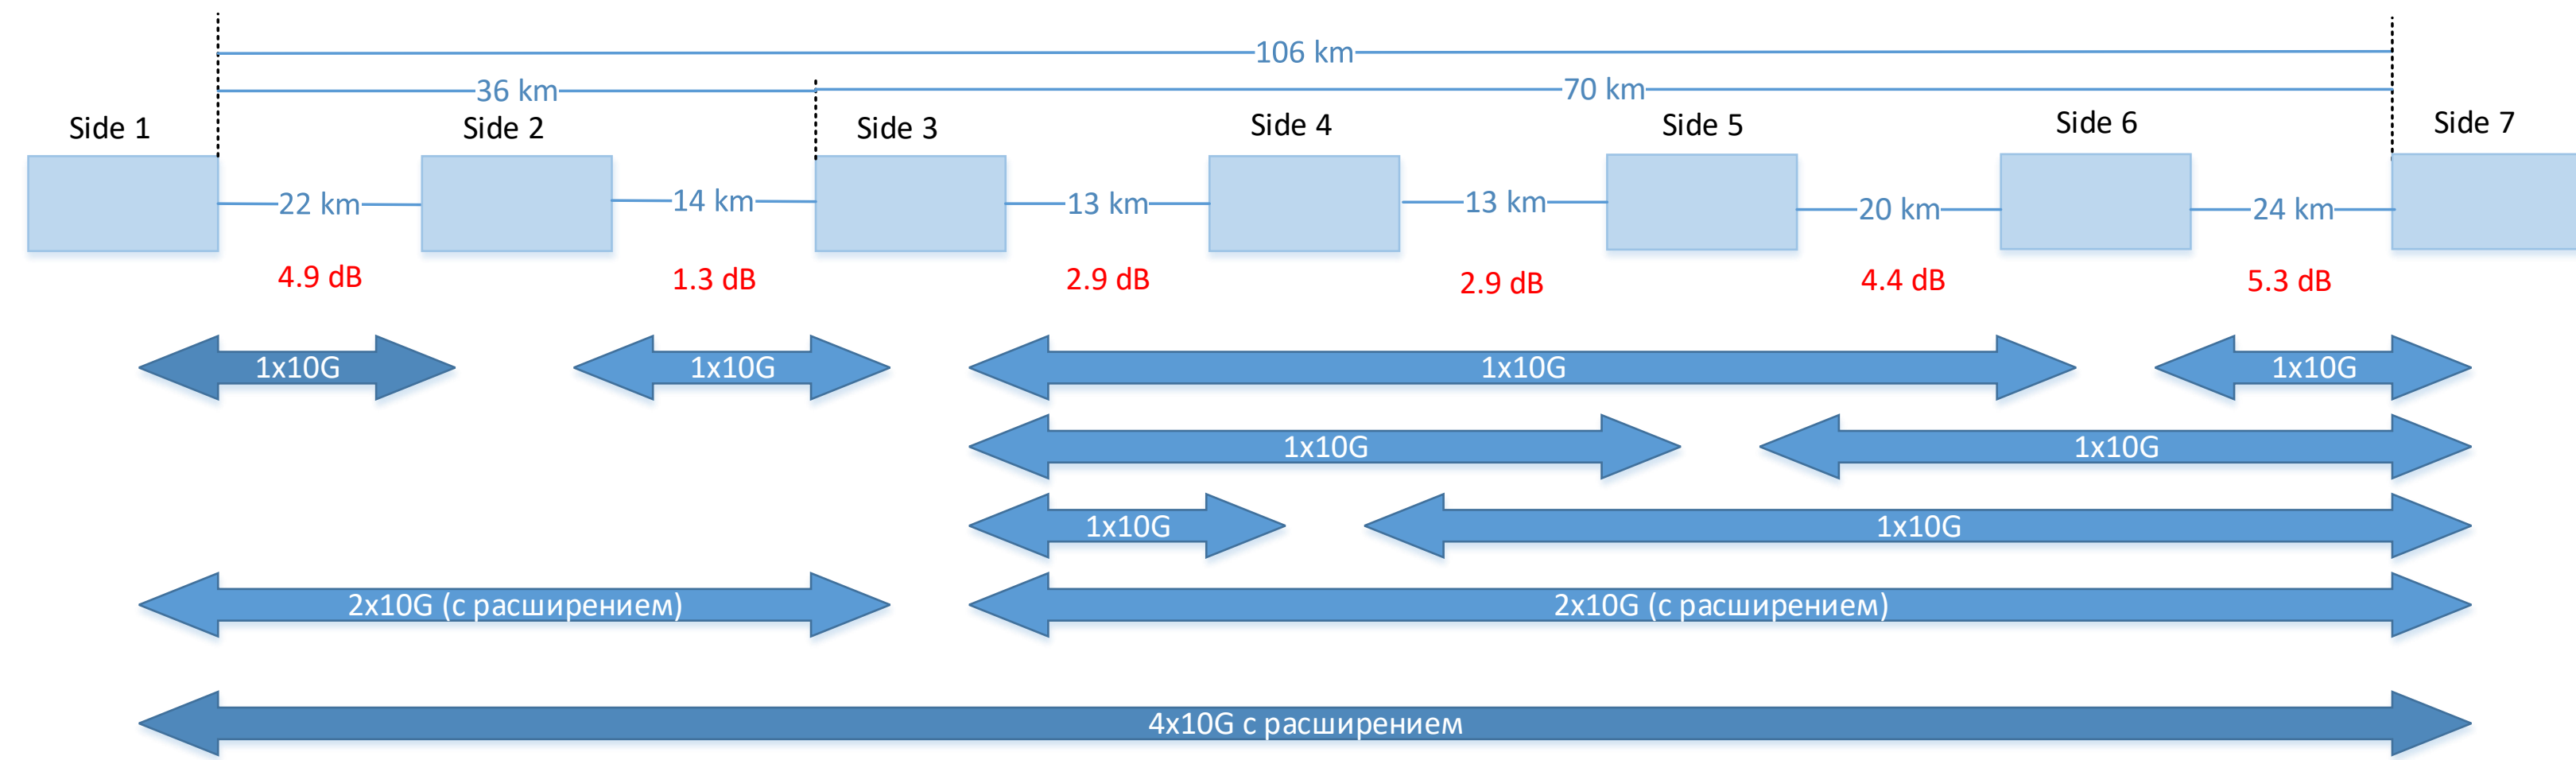 106 km
36 km
70 km
Side 1
Side 2
Side 3
Side 4
Side 5
Side 6
Side 7
22 km
14 km
13 km
13 km
20 km
24 km
4.9 dB
1.3 dB
2.9 dB
2.9 dB
4.4 dB
5.3 dB
1x10G
1x10G
1x10G
1x10G
1x10G
1x10G
1x10G
1x10G
2x10G (с расширением)
2x10G (с расширением)
4x10G с расширением